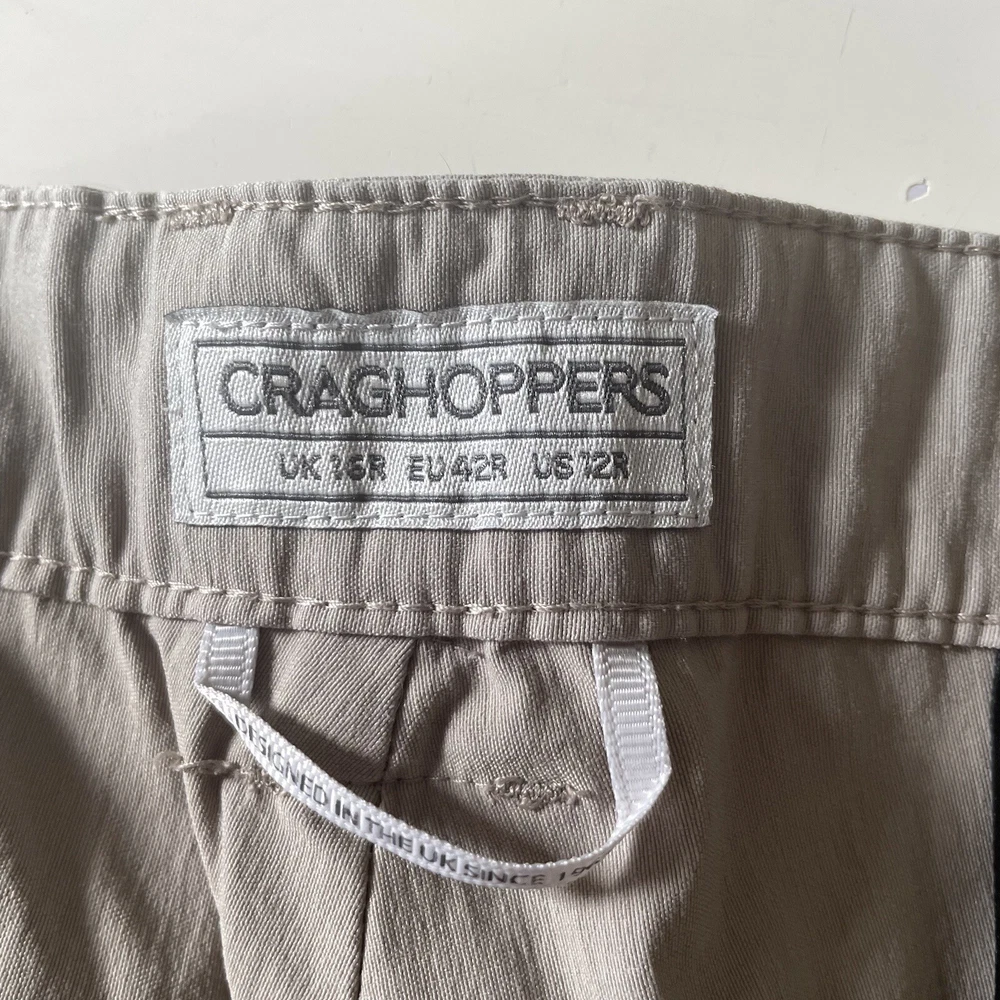 CRAGHOPPERS
UK 16R EU 42R US 12R
DESIGNED IN THE UK SINCE